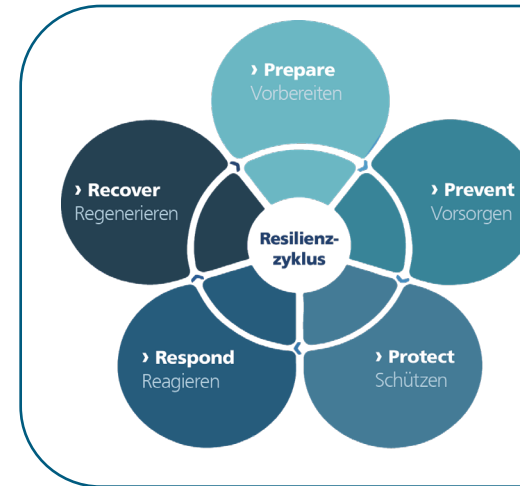 › Prepare
Vorbereiten
› Prevent
Vorsorgen
› Protect
Schützen
› Respond
Reagieren
› Recover
Regenerieren
Resilienz-
zyklus